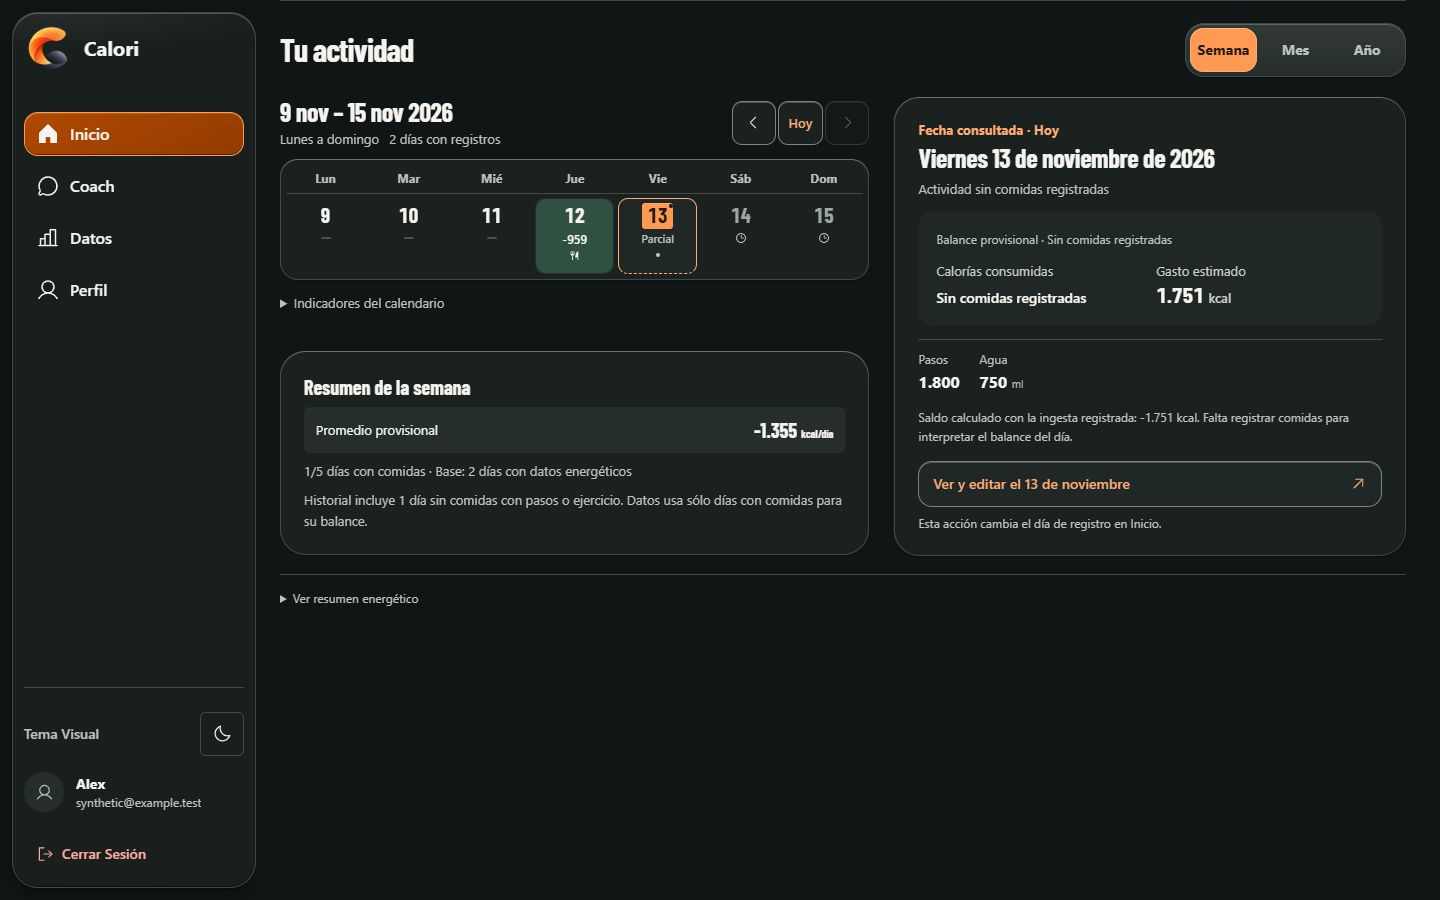 Calori
Inicio
Coach
Datos
Perfil
Tema Visual
Alex
synthetic@example.test
Cerrar Sesión
Tu actividad
Semana
Mes
Año
9 nov – 15 nov 2026
Lunes a domingo 2 días con registros
Hoy
Lun Mar Mié Jue Vie Sáb Dom
9 10 11 12 13 14 15
— — — -959 Parcial
Indicadores del calendario
Resumen de la semana
Promedio provisional -1.355 kcal/día
1/5 días con comidas · Base: 2 días con datos energéticos
Historial incluye 1 día sin comidas con pasos o ejercicio. Datos usa sólo días con comidas para
su balance.
Fecha consultada · Hoy
Viernes 13 de noviembre de 2026
Actividad sin comidas registradas
Balance provisional · Sin comidas registradas
Calorías consumidas Gasto estimado
Sin comidas registradas 1.751 kcal
Pasos Agua
1.800 750 ml
Saldo calculado con la ingesta registrada: -1.751 kcal. Falta registrar comidas para
interpretar el balance del día.
Ver y editar el 13 de noviembre
Esta acción cambia el día de registro en Inicio.
Ver resumen energético